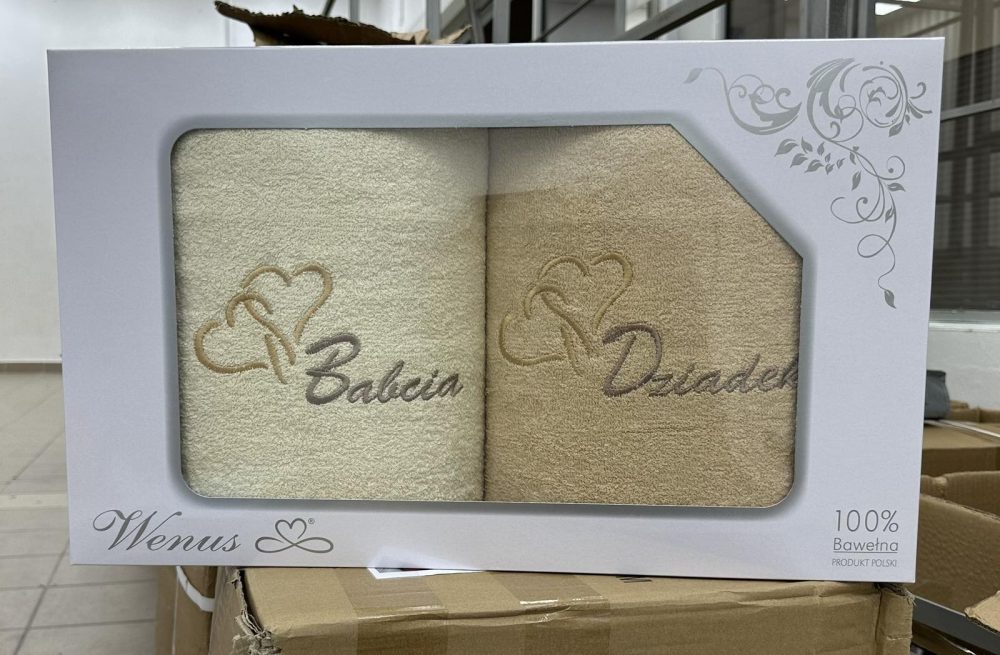 Babcia
Dziadek
Wenus ®
100%
Bawełna
PRODUKT POLSKI